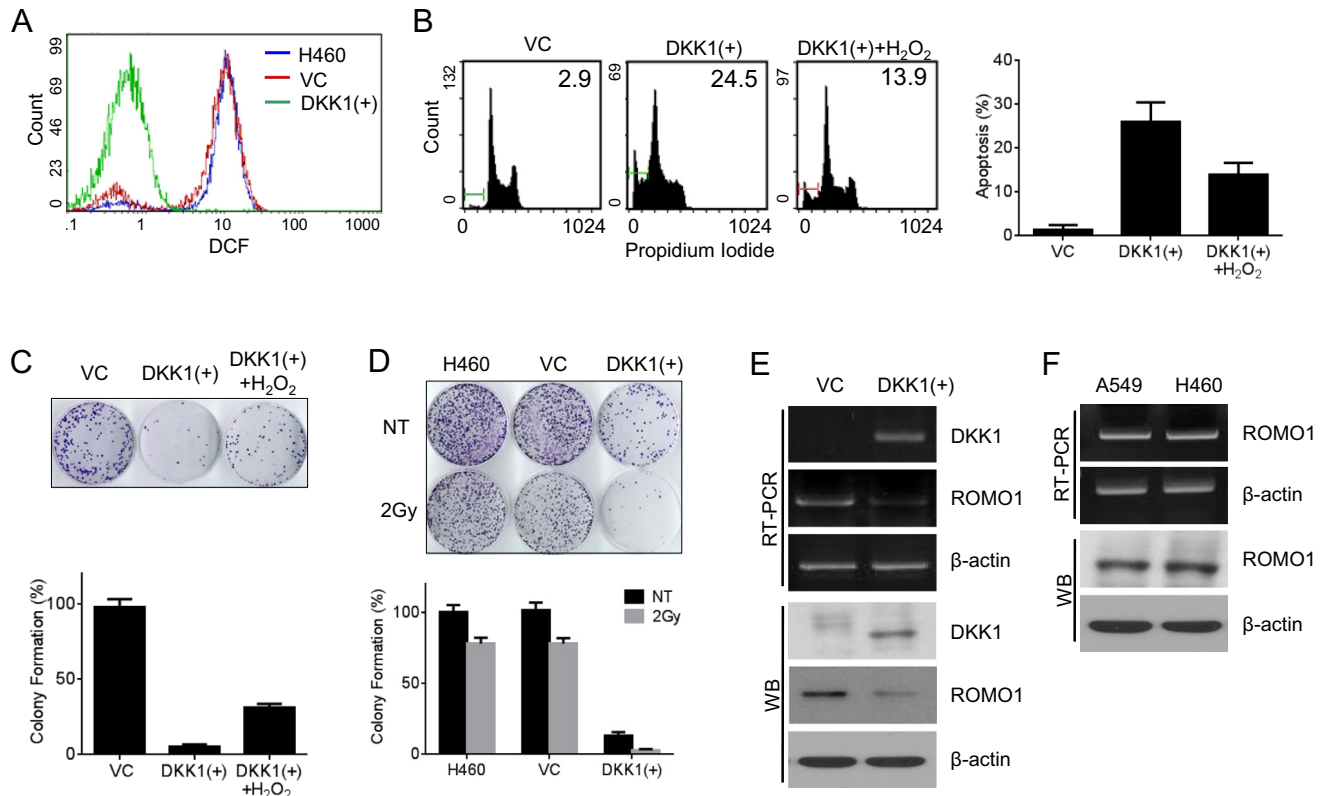 A
99
69
46
23
0
Count
H460
VC
DKK1(+)
.1
1
10
100
1000
DCF
B
VC
DKK1(+)
DKK1(+)+H₂O₂
132
0
Count
2.9
69
0
24.5
97
0
13.9
0
1024
0
1024
0
1024
Propidium Iodide
Apoptosis (%)
40
30
20
10
0
VC
DKK1(+)
DKK1(+)
+H₂O₂
C
VC
DKK1(+)
DKK1(+)
+H₂O₂
Colony Formation (%)
100
50
0
VC
DKK1(+)
DKK1(+)
+H₂O₂
D
H460
VC
DKK1(+)
NT
2Gy
Colony Formation (%)
100
50
0
NT
2Gy
H460
VC
DKK1(+)
E
VC
DKK1(+)
RT-PCR
DKK1
ROMO1
β-actin
WB
DKK1
ROMO1
β-actin
F
A549
H460
RT-PCR
ROMO1
β-actin
WB
ROMO1
β-actin